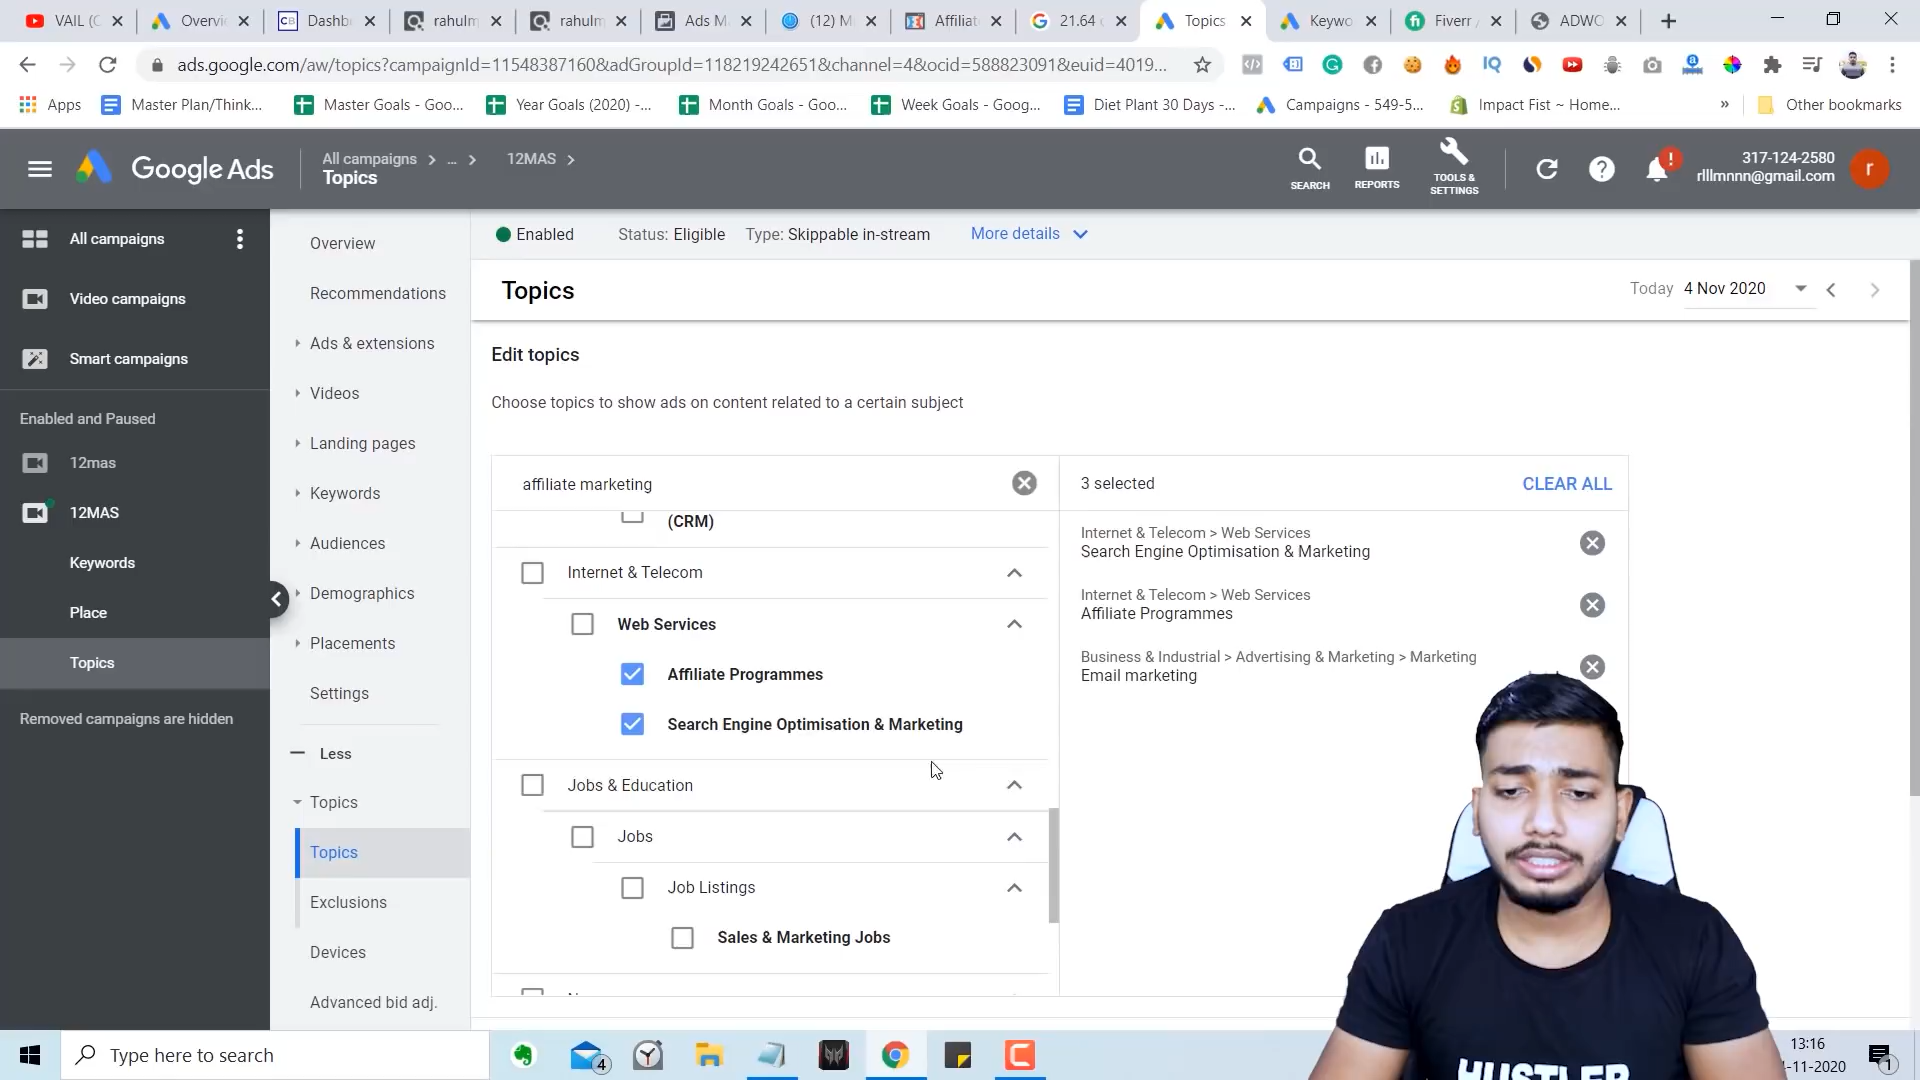 VAIL (C
Overvi
Dashb
rahulm
rahulm
Ads M
(12) M
Affiliat
21.64
Topics
Keywo
Fiverr
ADWO
ads.google.com/aw/topics?campaignId=11548387160&adGroupId=118219242651&channel=4&ocid=588823091&euid=4019...
Apps
Master Plan/Think...
Master Goals - Goo...
Year Goals (2020) -...
Month Goals - Goo...
Week Goals - Goog...
Diet Plant 30 Days -...
Campaigns - 549-5...
Impact Fist ~ Home...
»
Other bookmarks
Google Ads
All campaigns > ... > 12MAS >
Topics
SEARCH
REPORTS
TOOLS &
SETTINGS
317-124-2580
rlllmnnn@gmail.com
r
All campaigns
Video campaigns
Smart campaigns
Enabled and Paused
12mas
12MAS
Keywords
Place
Topics
Removed campaigns are hidden
Overview
Recommendations
Ads & extensions
Videos
Landing pages
Keywords
Audiences
Demographics
Placements
Settings
Less
Topics
Topics
Exclusions
Devices
Advanced bid adj.
Enabled
Status: Eligible
Type: Skippable in-stream
More details
Topics
Today 4 Nov 2020
Edit topics
Choose topics to show ads on content related to a certain subject
affiliate marketing
(CRM)
Internet & Telecom
Web Services
Affiliate Programmes
Search Engine Optimisation & Marketing
Jobs & Education
Jobs
Job Listings
Sales & Marketing Jobs
3 selected
CLEAR ALL
Internet & Telecom > Web Services
Search Engine Optimisation & Marketing
Internet & Telecom > Web Services
Affiliate Programmes
Business & Industrial > Advertising & Marketing > Marketing
Email marketing
HUSTLER
Type here to search
4
13:16
-11-2020
1